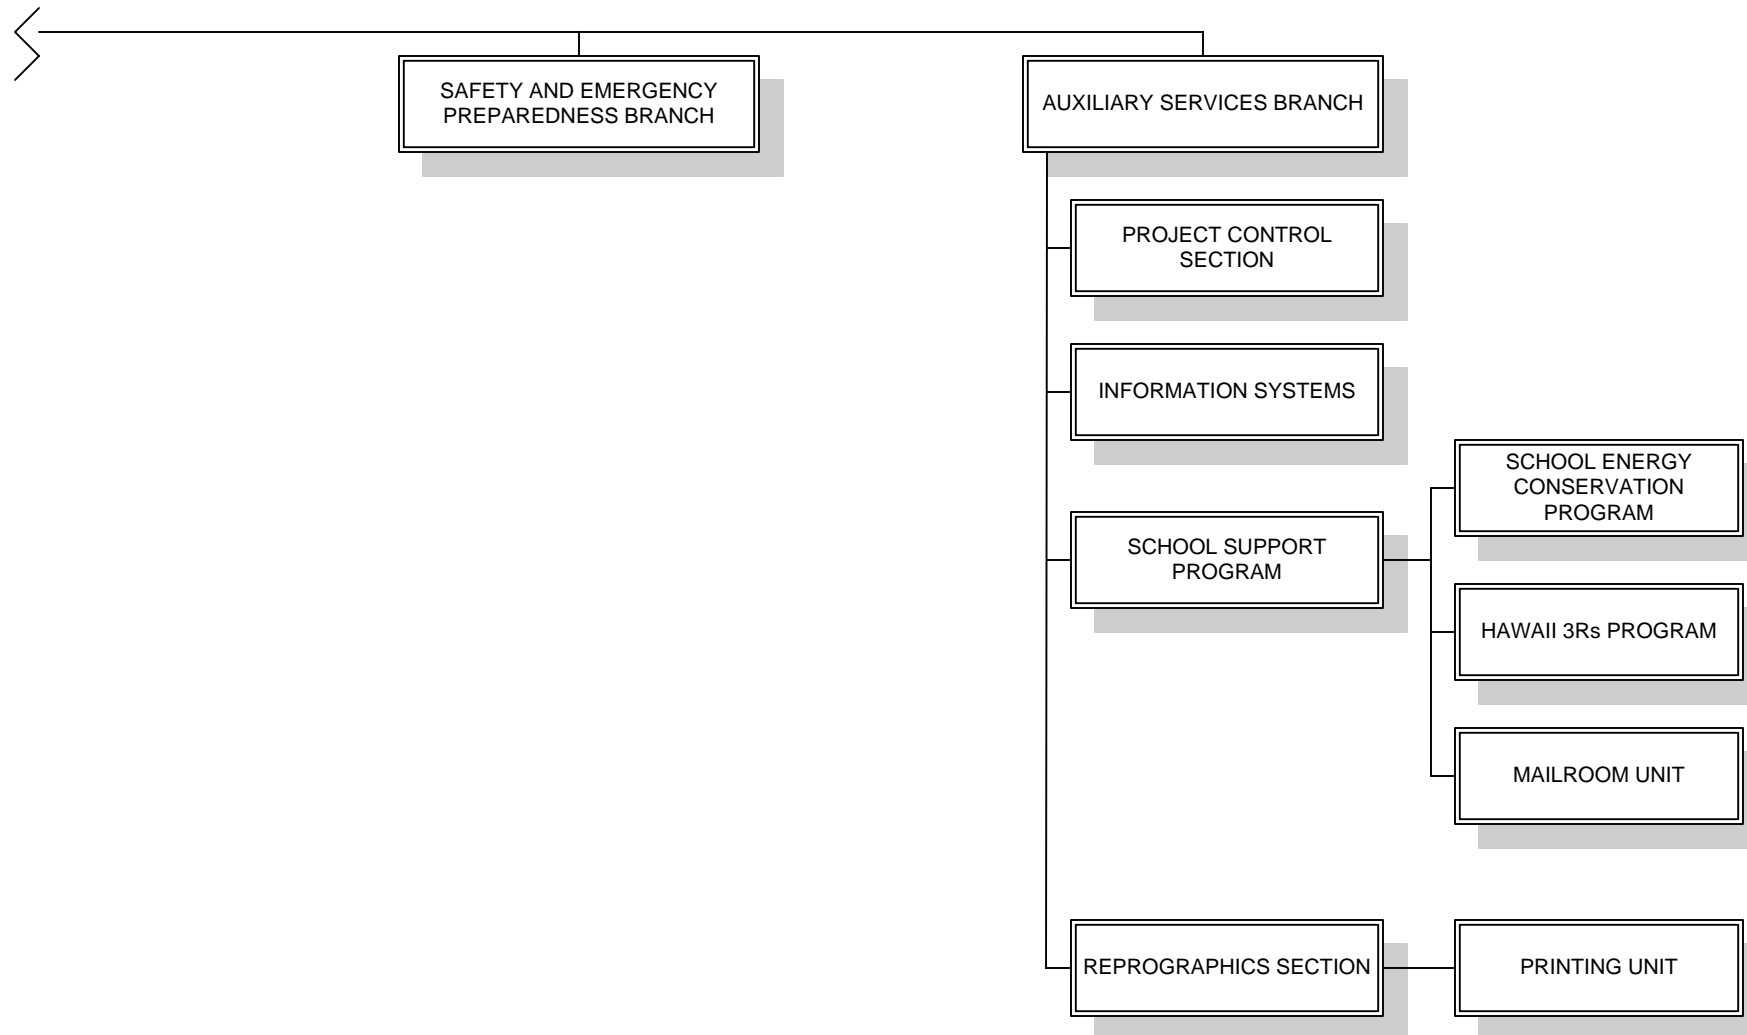 SAFETY AND EMERGENCY
PREPAREDNESS BRANCH
AUXILIARY SERVICES BRANCH
PROJECT CONTROL
SECTION
INFORMATION SYSTEMS
SCHOOL SUPPORT
PROGRAM
SCHOOL ENERGY
CONSERVATION
PROGRAM
HAWAII 3Rs PROGRAM
MAILROOM UNIT
REPROGRAPHICS SECTION
PRINTING UNIT